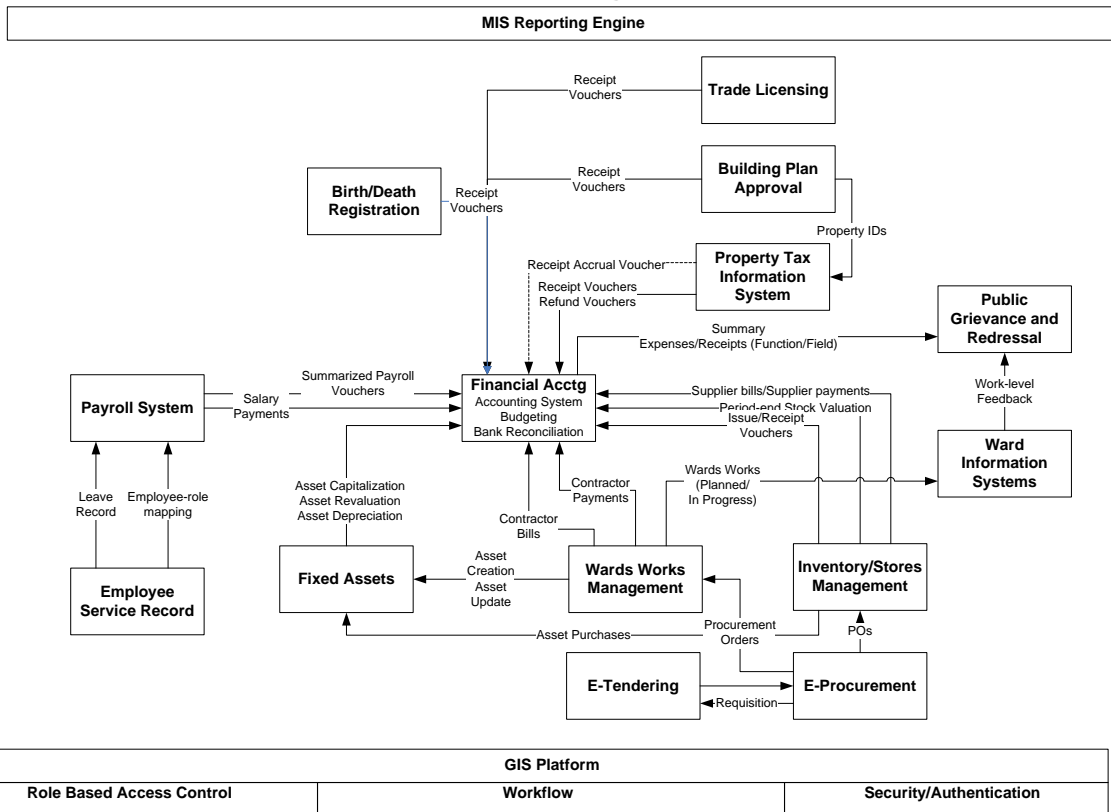 MIS Reporting Engine
Receipt
Vouchers
Trade Licensing
Receipt
Vouchers
Building Plan
Approval
Birth/Death
Registration
Receipt
Vouchers
Property IDs
Receipt Accrual Voucher
Property Tax
Information
System
Receipt Vouchers
Refund Vouchers
Public
Grievance and
Redressal
Summary
Expenses/Receipts (Function/Field)
Payroll System
Summarized Payroll
Vouchers
Salary
Payments
Financial Acctg
Accounting System
Budgeting
Bank Reconciliation
Supplier bills/Supplier payments
Period-end Stock Valuation
Issue/Receipt
Vouchers
Work-level
Feedback
Ward
Information
Systems
Leave
Record
Employee-role
mapping
Asset Capitalization
Asset Revaluation
Asset Depreciation
Contractor
Bills
Contractor
Payments
Wards Works
(Planned/
In Progress)
Employee
Service Record
Fixed Assets
Asset
Creation
Asset
Update
Wards Works
Management
Inventory/Stores
Management
Asset Purchases
Procurement
Orders
POs
E-Tendering
Requisition
E-Procurement
GIS Platform
Role Based Access Control
Workflow
Security/Authentication